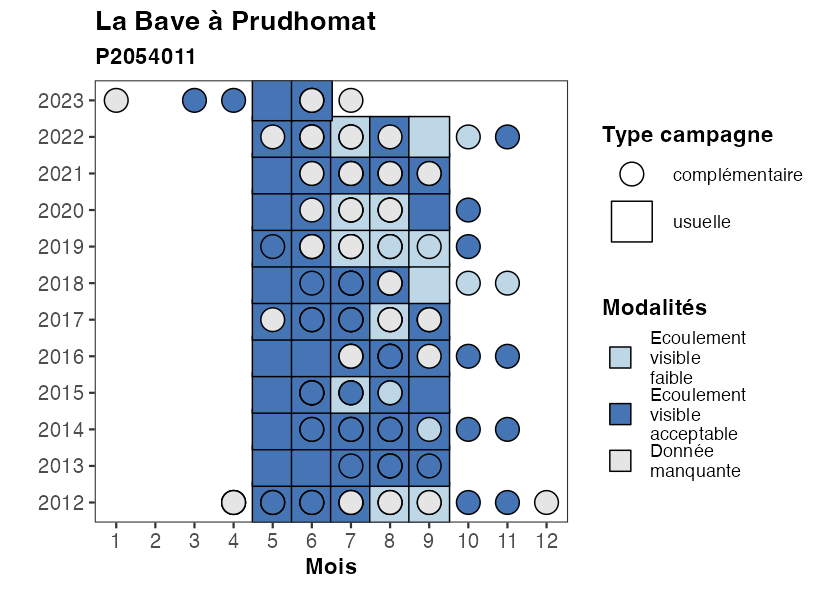 La Bave à Prudhomat
P2054011
2023
2022
2021
2020
2019
2018
2017
2016
2015
2014
2013
2012
1 2 3 4 5 6 7 8 9 10 11 12
Mois
Type campagne
complémentaire
usuelle
Modalités
Ecoulement
visible
faible
Ecoulement
visible
acceptable
Donnée
manquante